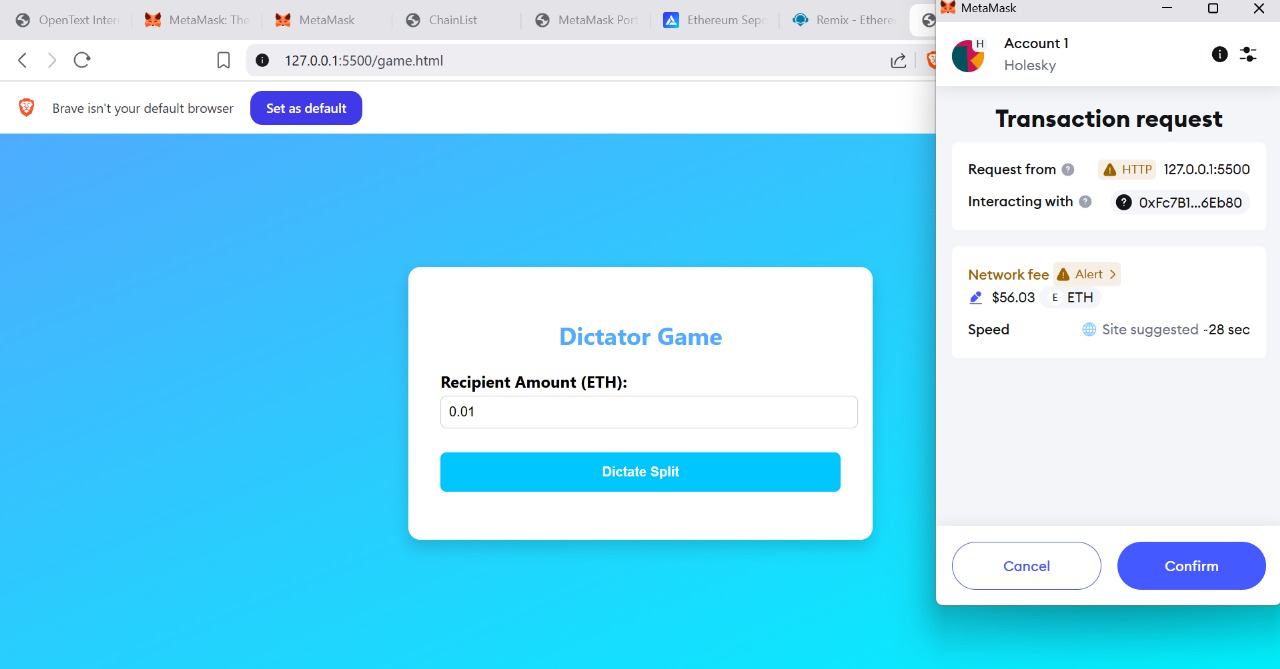 OpenText Inter
MetaMask: The
MetaMask
ChainList
MetaMask Port
Ethereum Sepo
Remix - Ethere
127.0.0.1:5500/game.html
Brave isn't your default browser
Set as default
Dictator Game
Recipient Amount (ETH):
0.01
Dictate Split
MetaMask
H
Account 1
Holesky
Transaction request
Request from ? HTTP 127.0.0.1:5500
Interacting with ? ? 0xFc7B1...6Eb80
Network fee Alert >
$56.03 E ETH
Speed Site suggested ~28 sec
Cancel
Confirm